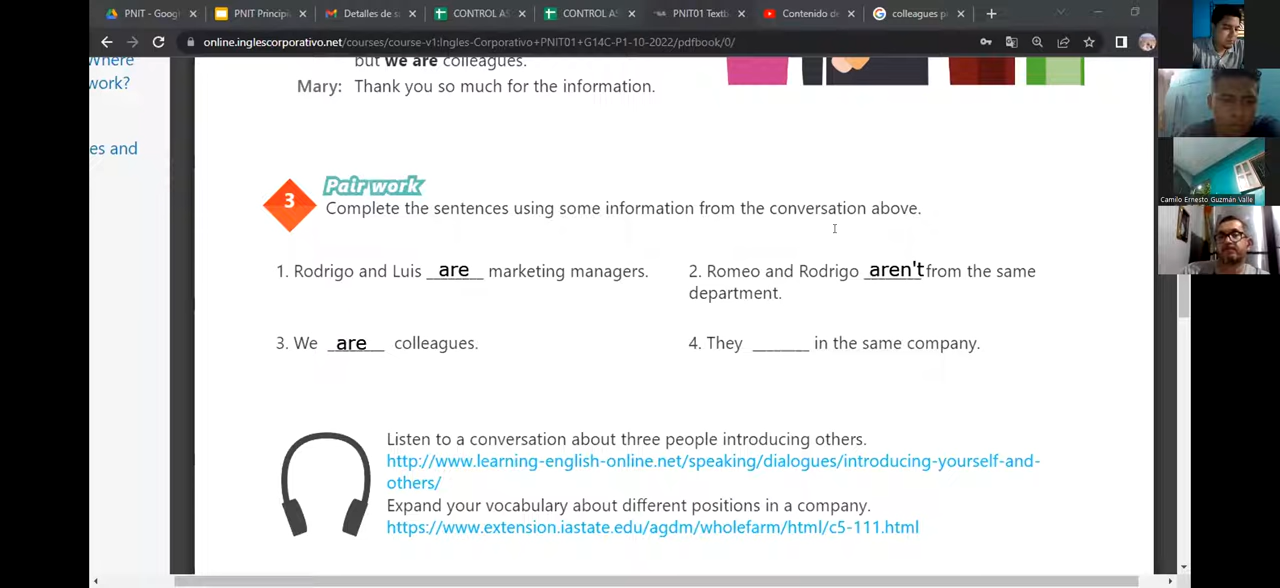 PNIT - Goog
PNIT Principi
Detalles de s
CONTROL AS
CONTROL AS
PNIT01 Textb
Contenido d
colleagues p
online.inglescorporativo.net/courses/course-v1:Ingles-Corporativo+PNIT01+G14C-P1-10-2022/pdfbook/0/
Where
work?
es and
but we are colleagues.
Mary: Thank you so much for the information.
3
Pair work
Complete the sentences using some information from the conversation above.
1. Rodrigo and Luis are marketing managers.
2. Romeo and Rodrigo aren't from the same
department.
3. We are colleagues.
4. They ______ in the same company.
Listen to a conversation about three people introducing others.
http://www.learning-english-online.net/speaking/dialogues/introducing-yourself-and-
others/
Expand your vocabulary about different positions in a company.
https://www.extension.iastate.edu/agdm/wholefarm/html/c5-111.html
Camilo Ernesto Guzmán Valle